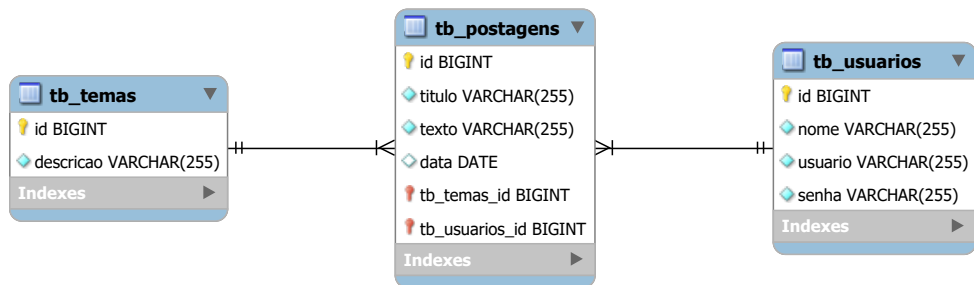 tb_temas
id BIGINT
descricao VARCHAR(255)
Indexes
tb_postagens
id BIGINT
titulo VARCHAR(255)
texto VARCHAR(255)
data DATE
tb_temas_id BIGINT
tb_usuarios_id BIGINT
Indexes
tb_usuarios
id BIGINT
nome VARCHAR(255)
usuario VARCHAR(255)
senha VARCHAR(255)
Indexes